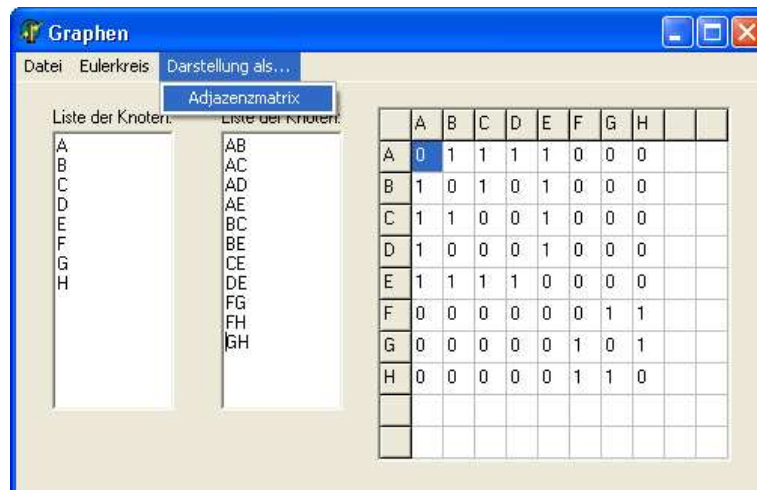 Graphen
Datei Eulerkreis Darstellung als...
Adjazenzmatrix
Liste der Knoten:
A
B
C
D
E
F
G
H
Liste der Knoten:
AB
AC
AD
AE
BC
BE
CE
DE
FG
FH
GH
A B C D E F G H
A 0 1 1 1 1 0 0 0
B 1 0 1 0 1 0 0 0
C 1 1 0 0 1 0 0 0
D 1 0 0 0 1 0 0 0
E 1 1 1 1 0 0 0 0
F 0 0 0 0 0 0 1 1
G 0 0 0 0 0 1 0 1
H 0 0 0 0 0 1 1 0